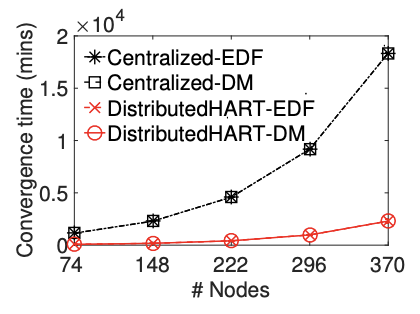 ×10⁴
2
1.5
1
0.5
0
Convergence time (mins)
Centralized-EDF
Centralized-DM
DistributedHART-EDF
DistributedHART-DM
74 148 222 296 370
# Nodes